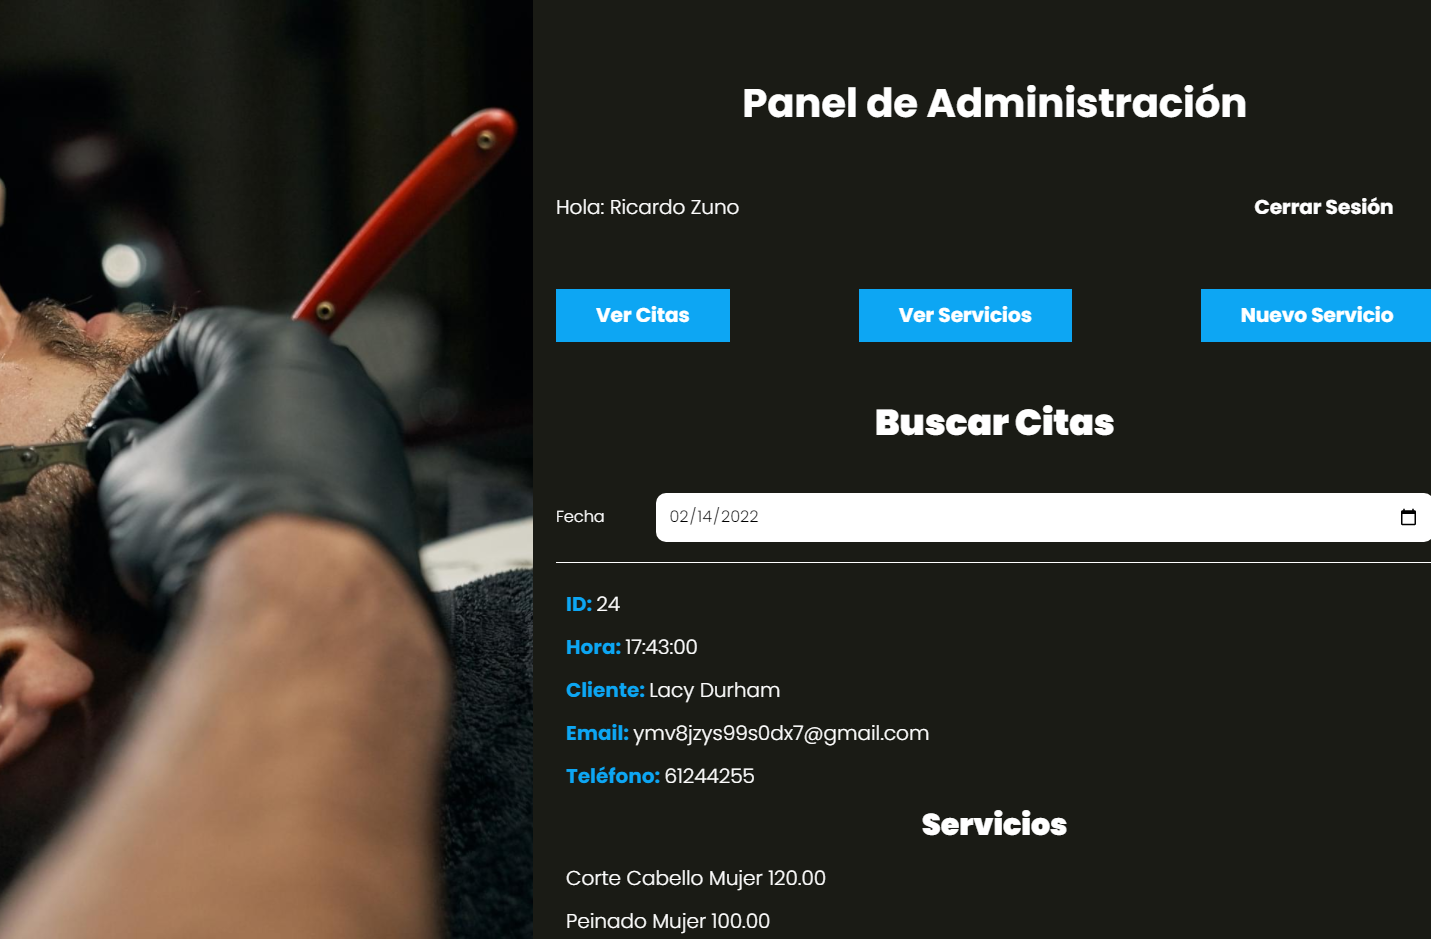 Panel de Administración
Hola: Ricardo Zuno
Cerrar Sesión
Ver Citas
Ver Servicios
Nuevo Servicio
Buscar Citas
Fecha
02/14/2022
ID: 24
Hora: 17:43:00
Cliente: Lacy Durham
Email: ymv8jzys99s0dx7@gmail.com
Teléfono: 61244255
Servicios
Corte Cabello Mujer 120.00
Peinado Mujer 100.00